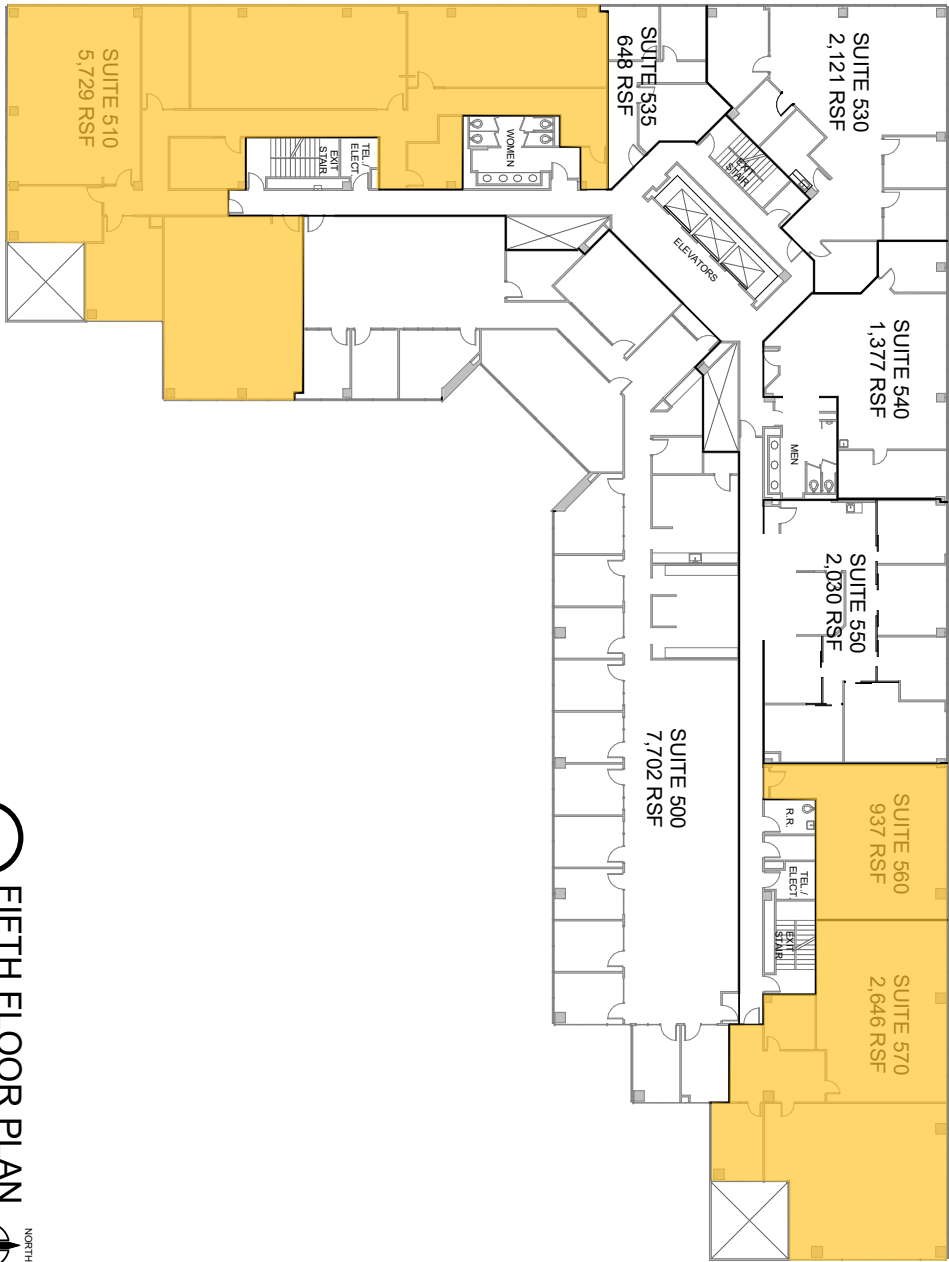 SUITE 510
5,729 RSF
SUITE 535
648 RSF
SUITE 530
2,121 RSF
WOMEN
TEL./
ELECT.
EXIT
STAIR
EXIT
STAIR
ELEVATORS
SUITE 540
1,377 RSF
MEN
SUITE 550
2,030 RSF
SUITE 500
7,702 RSF
SUITE 560
937 RSF
R.R.
TEL./
ELECT.
EXIT
STAIR
SUITE 570
2,646 RSF
FIFTH FLOOR PLAN
NORTH